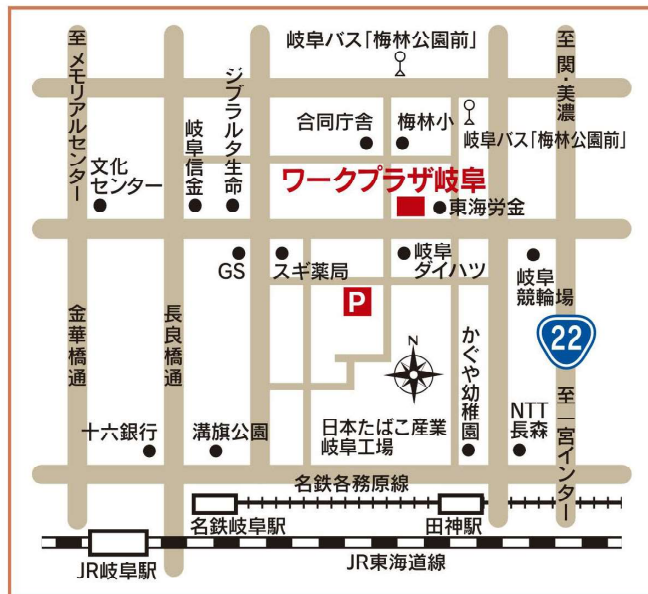 岐阜バス「梅林公園前」
至 メモリアルセンター
ジブラルタ生命
至 関・美濃
合同庁舎
梅林小
岐阜バス「梅林公園前」
岐阜信金
文化
センター
ワークプラザ岐阜
東海労金
GS
スギ薬局
岐阜
ダイハツ
岐阜
競輪場
P
金華橋通
長良橋通
22
N
かぐや幼稚園
至 一宮インター
NTT
長森
十六銀行
溝旗公園
日本たばこ産業
岐阜工場
名鉄各務原線
名鉄岐阜駅
田神駅
JR岐阜駅
JR東海道線